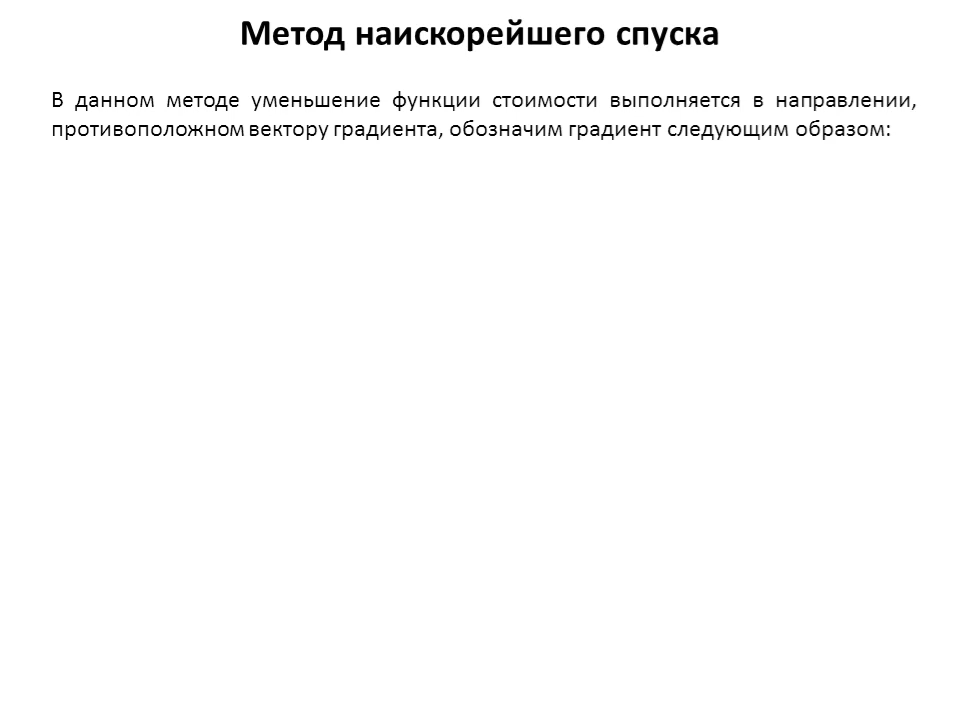 Метод наискорейшего спуска
В данном методе уменьшение функции стоимости выполняется в направлении,
противоположном вектору градиента, обозначим градиент следующим образом: